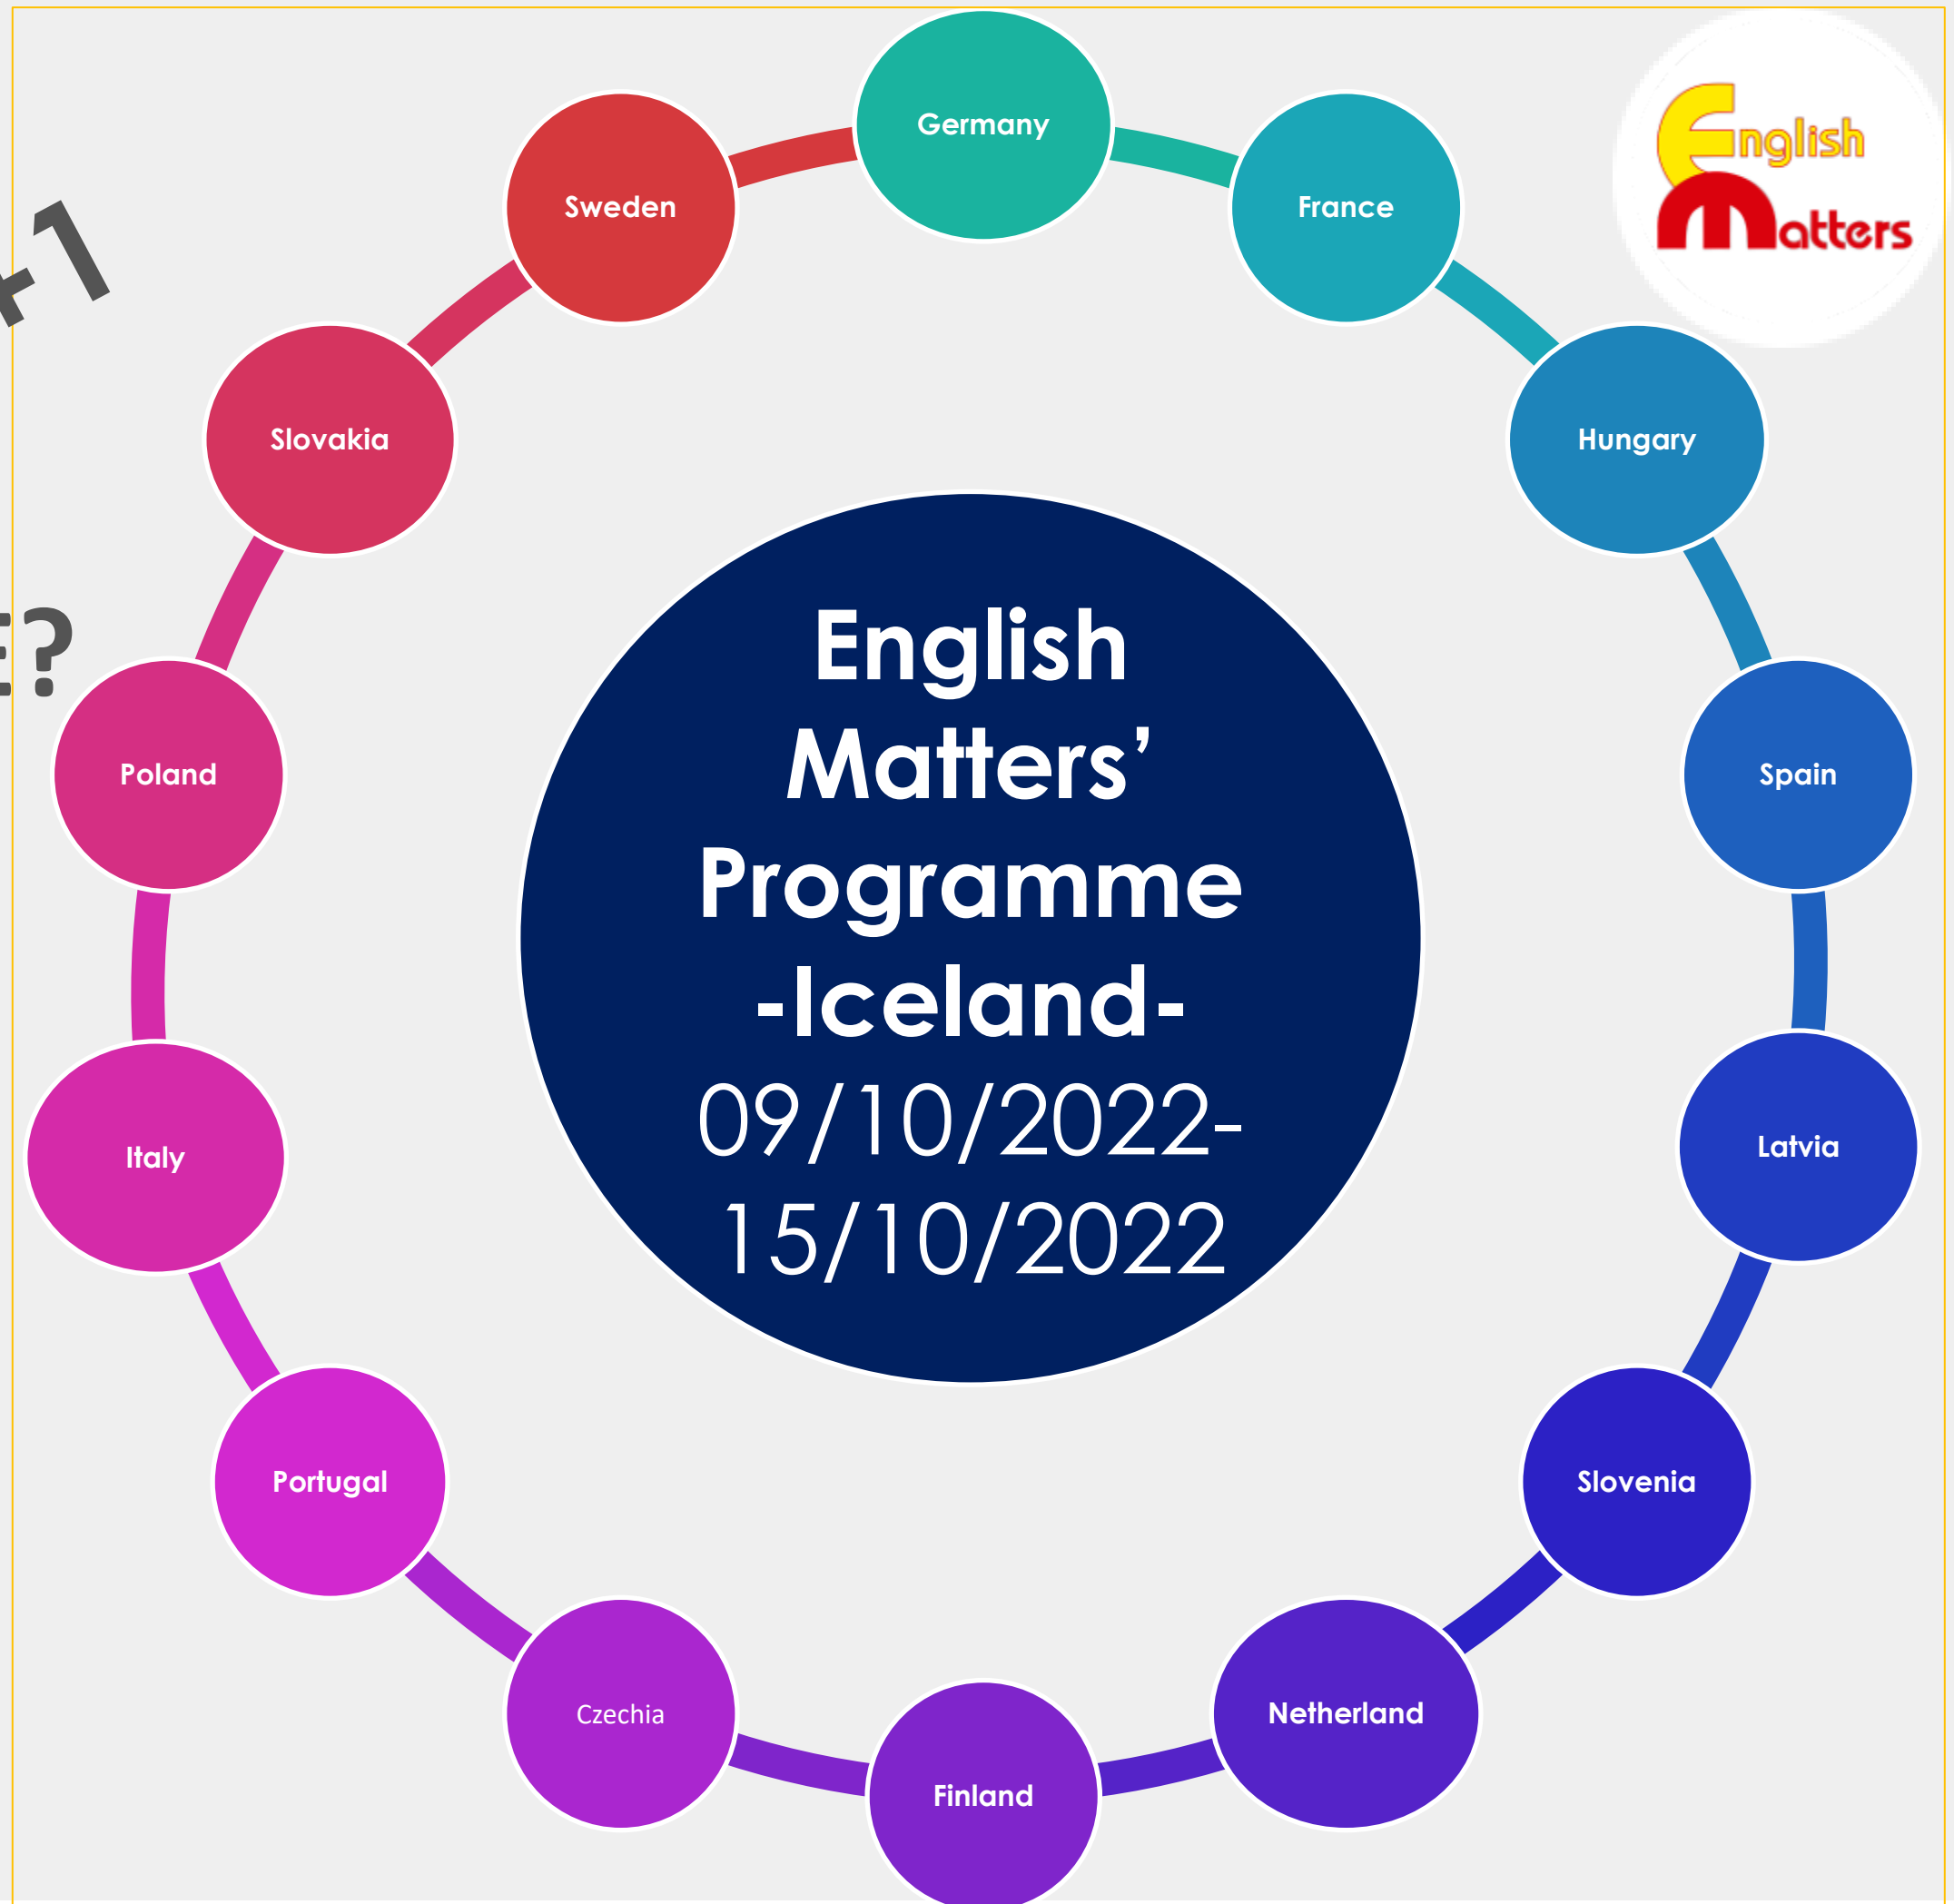 Germany
France
Hungary
Spain
Latvia
Slovenia
Netherland
Finland
Czechia
Portugal
Italy
Poland
Slovakia
Sweden
English
Matters’
Programme
-Iceland-
09/10/2022-
15/10/2022
English
Matters
+1
E?